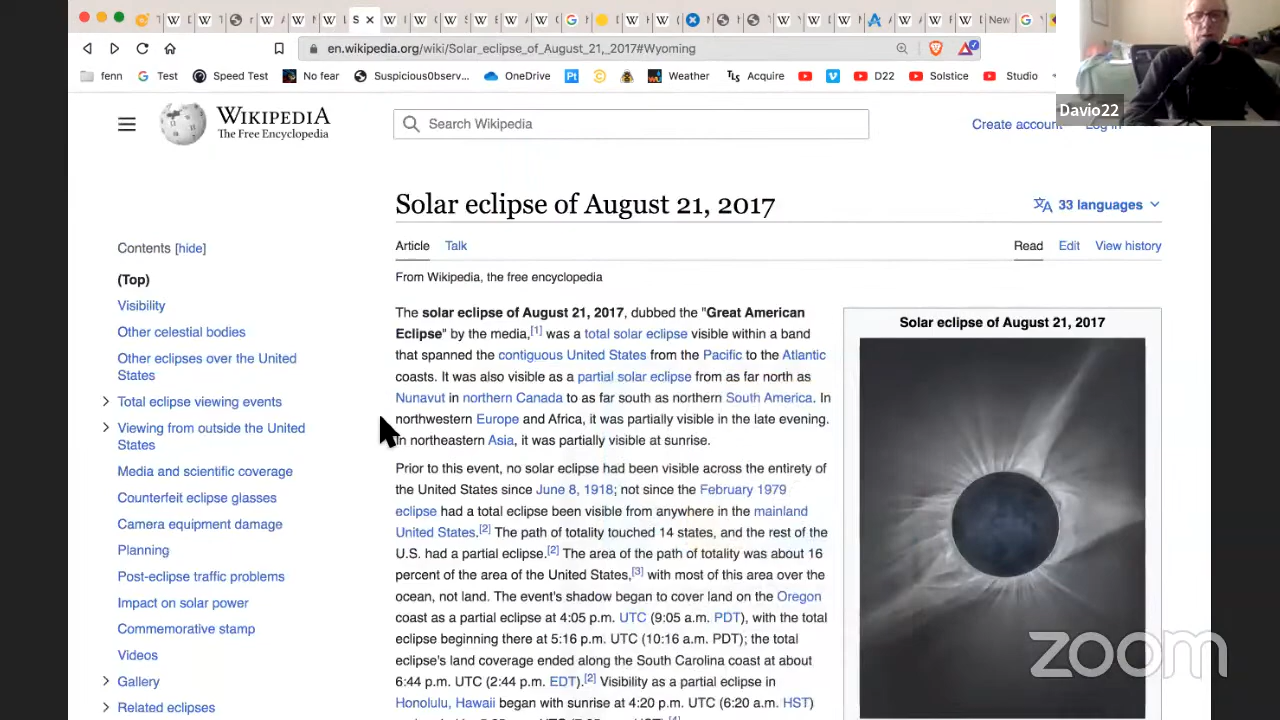 en.wikipedia.org/wiki/Solar_eclipse_of_August_21,_2017#Wyoming
fenn
Test
Speed Test
No fear
Suspicious0bserv...
OneDrive
Weather
Acquire
D22
Solstice
Studio
Davio22
WIKIPEDIA
The Free Encyclopedia
Search Wikipedia
Create account
Log in
Solar eclipse of August 21, 2017
33 languages
Contents [hide]
(Top)
Visibility
Other celestial bodies
Other eclipses over the United
States
Total eclipse viewing events
Viewing from outside the United
States
Media and scientific coverage
Counterfeit eclipse glasses
Camera equipment damage
Planning
Post-eclipse traffic problems
Impact on solar power
Commemorative stamp
Videos
Gallery
Related eclipses
Article Talk
Read Edit View history
From Wikipedia, the free encyclopedia
The solar eclipse of August 21, 2017, dubbed the "Great American
Eclipse" by the media,[1] was a total solar eclipse visible within a band
that spanned the contiguous United States from the Pacific to the Atlantic
coasts. It was also visible as a partial solar eclipse from as far north as
Nunavut in northern Canada to as far south as northern South America. In
northwestern Europe and Africa, it was partially visible in the late evening.
In northeastern Asia, it was partially visible at sunrise.
Prior to this event, no solar eclipse had been visible across the entirety of
the United States since June 8, 1918; not since the February 1979
eclipse had a total eclipse been visible from anywhere in the mainland
United States.[2] The path of totality touched 14 states, and the rest of the
U.S. had a partial eclipse.[2] The area of the path of totality was about 16
percent of the area of the United States,[3] with most of this area over the
ocean, not land. The event's shadow began to cover land on the Oregon
coast as a partial eclipse at 4:05 p.m. UTC (9:05 a.m. PDT), with the total
eclipse beginning there at 5:16 p.m. UTC (10:16 a.m. PDT); the total
eclipse's land coverage ended along the South Carolina coast at about
6:44 p.m. UTC (2:44 p.m. EDT).[2] Visibility as a partial eclipse in
Honolulu, Hawaii began with sunrise at 4:20 p.m. UTC (6:20 a.m. HST)
Solar eclipse of August 21, 2017
zoom